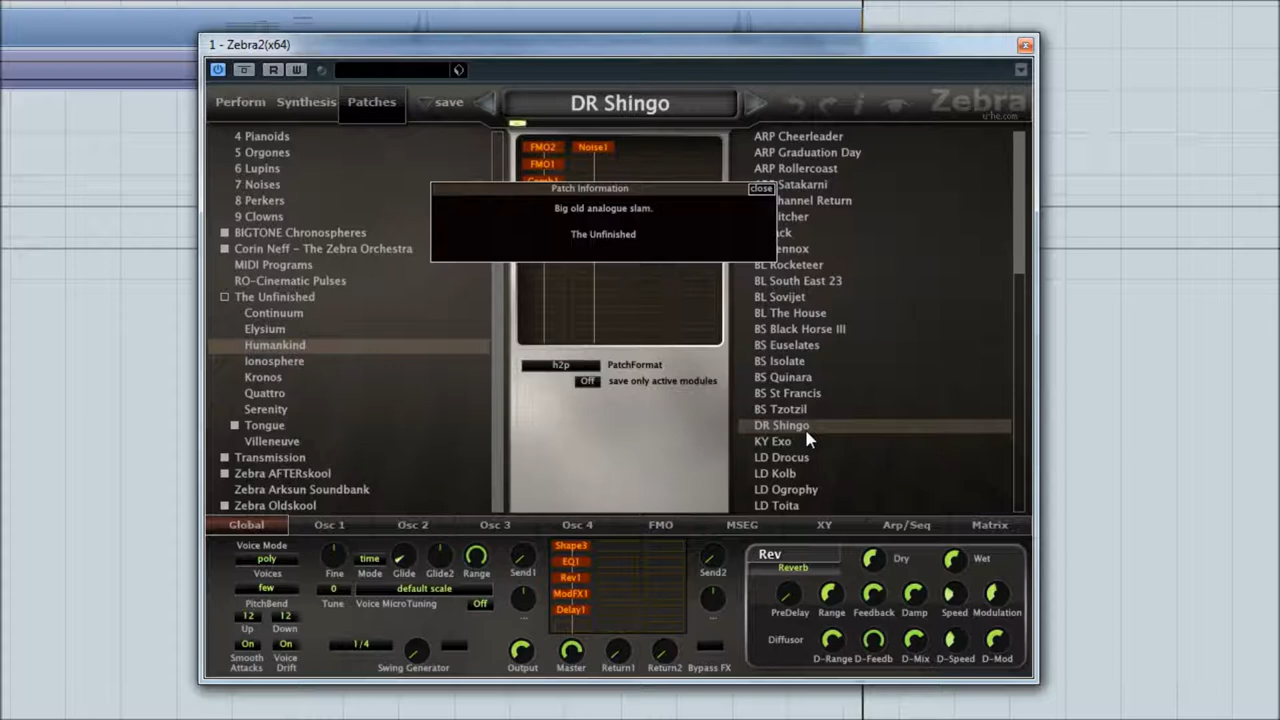 1 - Zebra2(x64)
R W
Perform Synthesis Patches save DR Shingo Zebra
u-he.com
4 Pianoids
5 Orgones
6 Lupins
7 Noises
8 Perkers
9 Clowns
BIGTONE Chronospheres
Corin Neff - The Zebra Orchestra
MIDI Programs
RO-Cinematic Pulses
The Unfinished
Continuum
Elysium
Humankind
Ionosphere
Kronos
Quattro
Serenity
Tongue
Villeneuve
Transmission
Zebra AFTERskool
Zebra Arksun Soundbank
Zebra Oldskool
FMO2 Noise1
FMO1
Patch Information close
Big old analogue slam.
The Unfinished
h2p PatchFormat
Off save only active modules
ARP Cheerleader
ARP Graduation Day
ARP Rollercoast
Satakarni
hannel Return
itcher
ck
ennox
BL Rocketeer
BL South East 23
BL Sovijet
BL The House
BS Black Horse III
BS Euselates
BS Isolate
BS Quinara
BS St Francis
BS Tzotzil
DR Shingo
KY Exo
LD Drocus
LD Kolb
LD Ogrophy
LD Toita
Global Osc 1 Osc 2 Osc 3 Osc 4 FMO MSEG XY Arp/Seq Matrix
Voice Mode
poly
Voices
few
PitchBend
12 12
Up Down
On On
Smooth Attacks Voice Drift
time
Fine Mode Glide Glide2 Range
0 default scale
Tune Voice MicroTuning Off
1/4
Swing Generator
Send1
...
Shape3
EQ1
Rev1
ModFX1
Delay1
Send2
...
Output Master Return1 Return2 Bypass FX
Rev
Reverb
Dry Wet
PreDelay Range Feedback Damp Speed Modulation
Diffusor
D-Range D-Feedb D-Mix D-Speed D-Mod